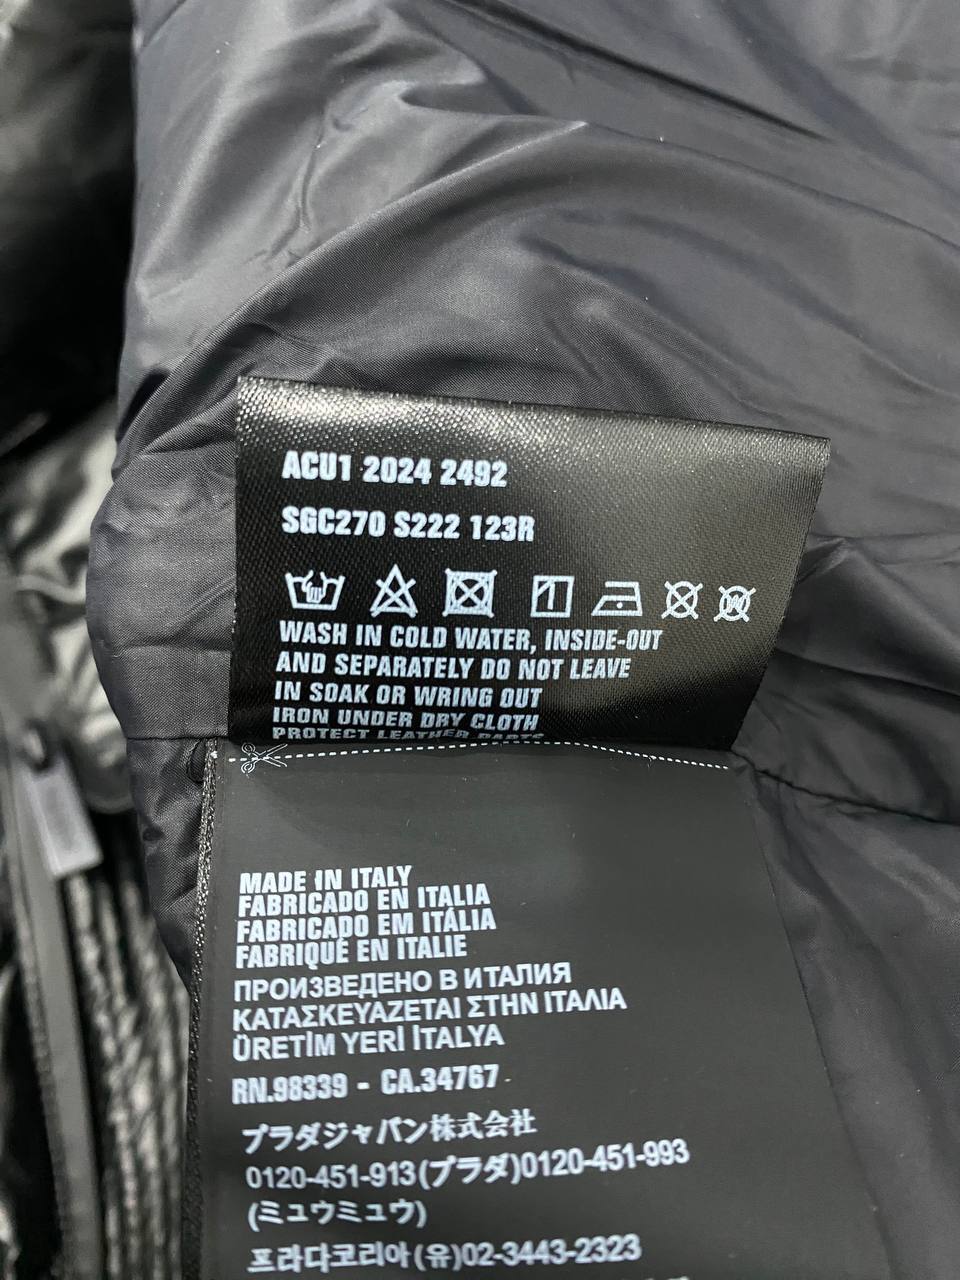 ACU1 2024 2492
SGC270 S222 123R
WASH IN COLD WATER, INSIDE-OUT
AND SEPARATELY DO NOT LEAVE
IN SOAK OR WRING OUT
IRON UNDER DRY CLOTH
PROTECT LEATHER PARTS
MADE IN ITALY
FABRICADO EN ITALIA
FABRICADO EM ITÁLIA
FABRIQUÉ EN ITALIE
ПРОИЗВЕДЕНО В ИТАЛИЯ
ΚΑΤΑΣΚΕΥΑΖΕΤΑΙ ΣΤΗΝ ΙΤΑΛΙΑ
ÜRETİM YERİ İTALYA
RN.98339 - CA.34767
プラダジャパン株式会社
0120-451-913(プラダ)0120-451-993
(ミュウミュウ)
프라다코리아(유)02-3443-2323